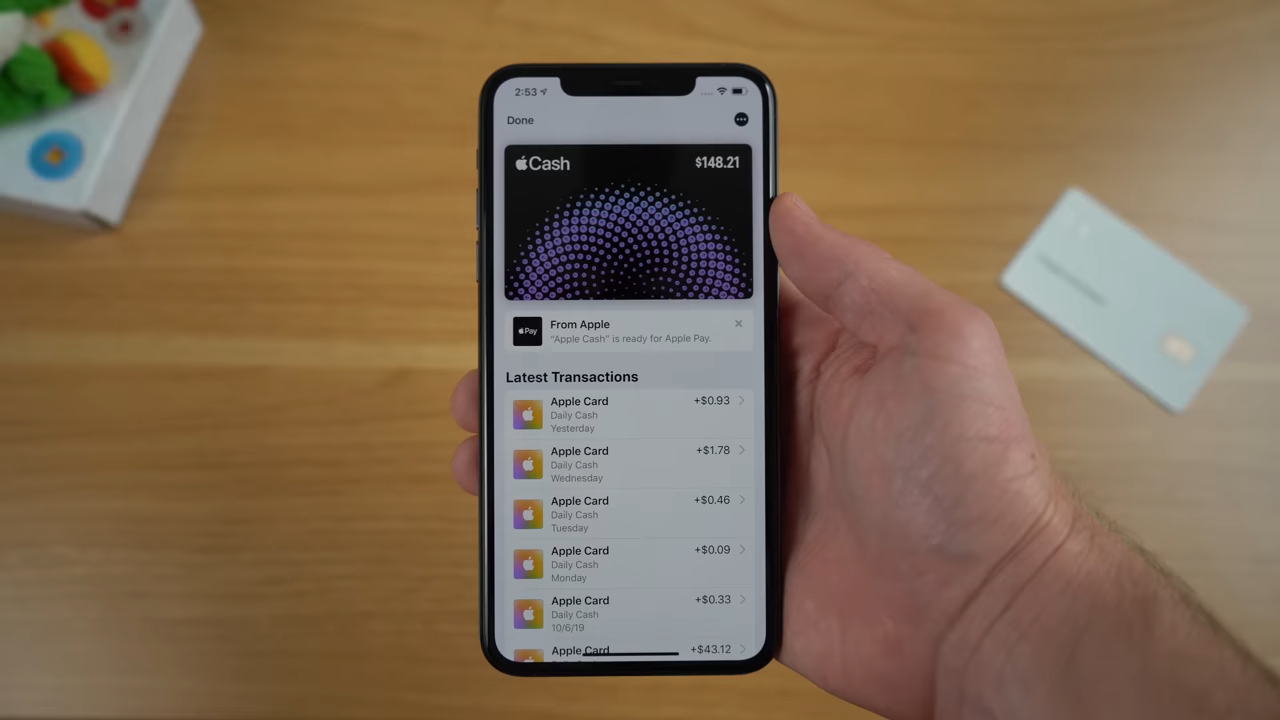 2:53
Done
Cash $148.21
Pay
From Apple
"Apple Cash" is ready for Apple Pay.
Latest Transactions
Apple Card +$0.93
Daily Cash
Yesterday
Apple Card +$1.78
Daily Cash
Wednesday
Apple Card +$0.46
Daily Cash
Tuesday
Apple Card +$0.09
Daily Cash
Monday
Apple Card +$0.33
Daily Cash
10/6/19
Apple Card +$43.12